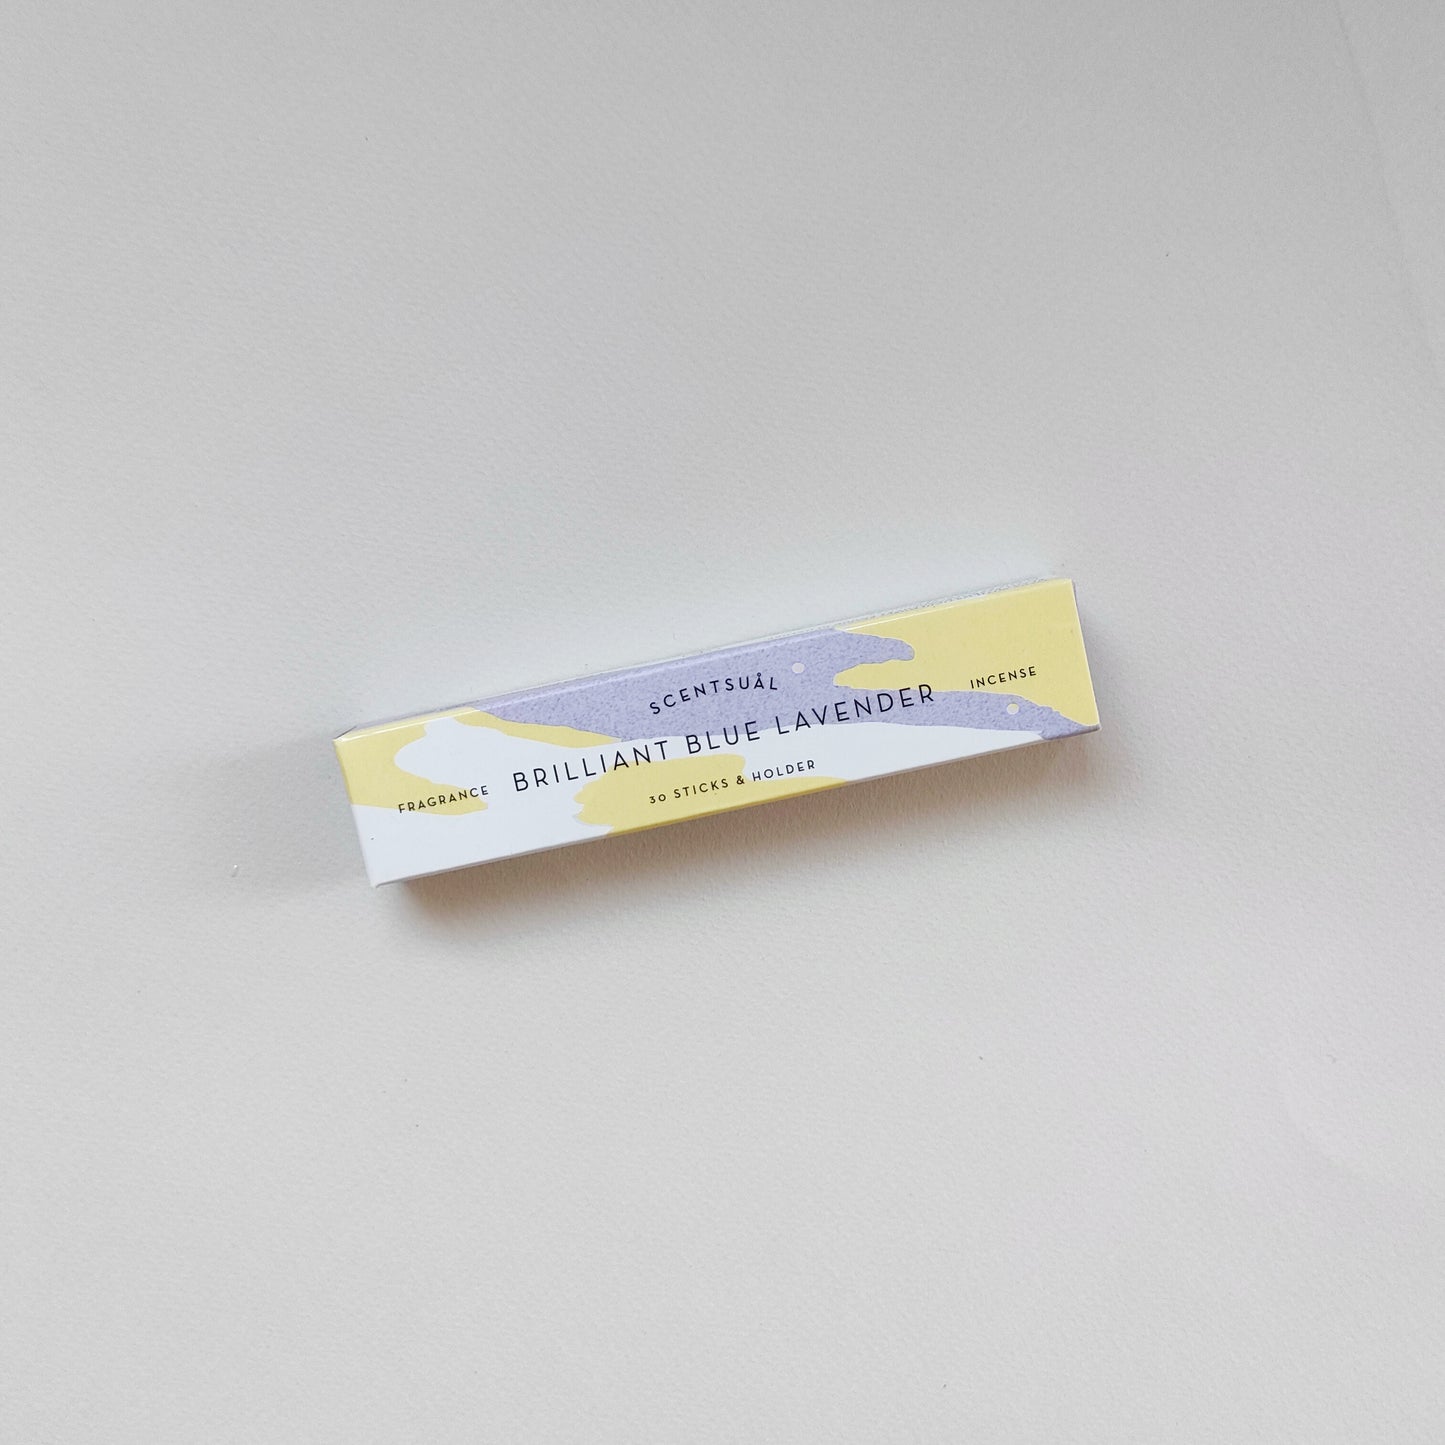 SCENTSUÅL
FRAGRANCE BRILLIANT BLUE LAVENDER INCENSE
30 STICKS & HOLDER